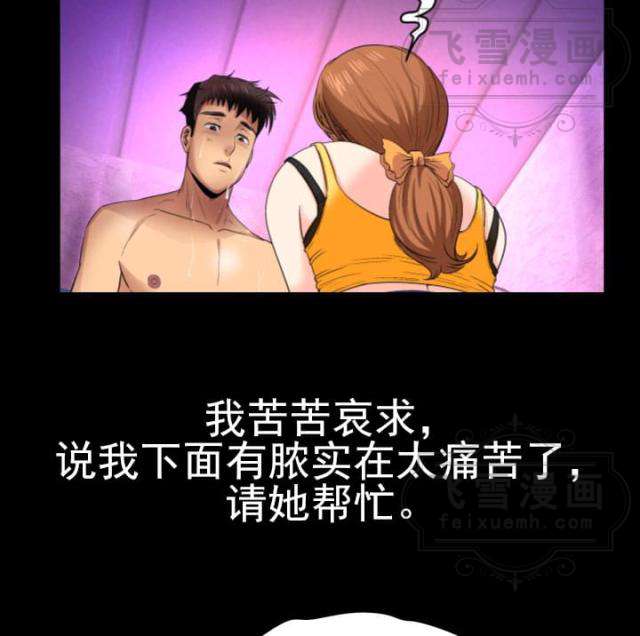 飞雪漫画
feixuemh.com
我苦苦哀求，
说我下面有脓实在太痛苦了，
请她帮忙。
飞雪漫画
feixuemh.com